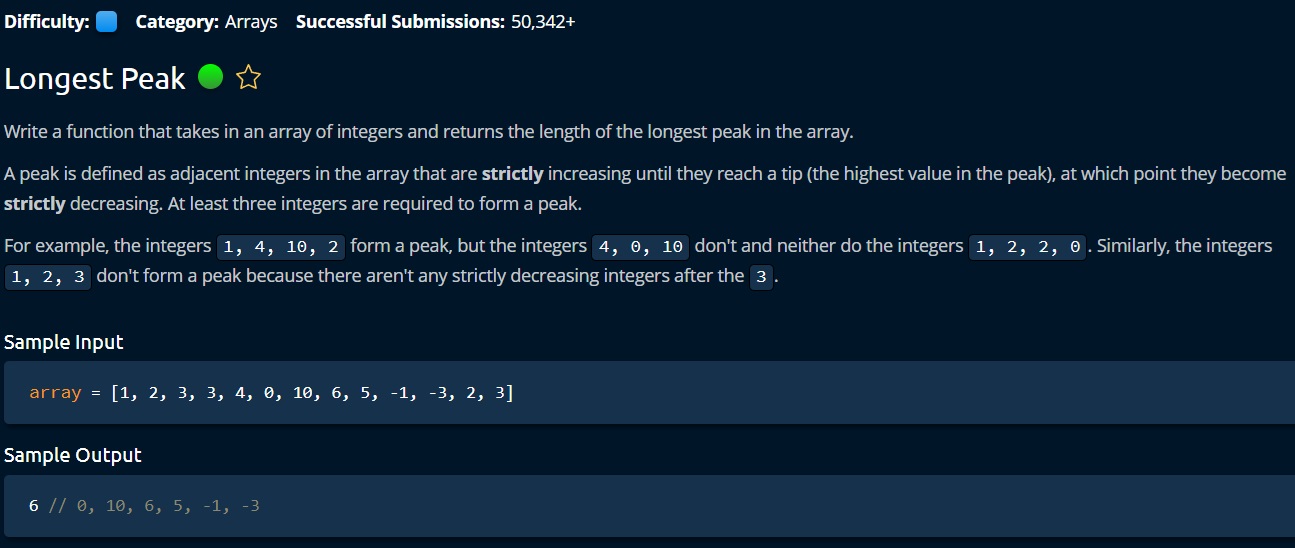 Difficulty: Category: Arrays Successful Submissions: 50,342+
Longest Peak
Write a function that takes in an array of integers and returns the length of the longest peak in the array.
A peak is defined as adjacent integers in the array that are strictly increasing until they reach a tip (the highest value in the peak), at which point they become
strictly decreasing. At least three integers are required to form a peak.
For example, the integers 1, 4, 10, 2 form a peak, but the integers 4, 0, 10 don't and neither do the integers 1, 2, 2, 0. Similarly, the integers
1, 2, 3 don't form a peak because there aren't any strictly decreasing integers after the 3.
Sample Input
array = [1, 2, 3, 3, 4, 0, 10, 6, 5, -1, -3, 2, 3]
Sample Output
6 // 0, 10, 6, 5, -1, -3